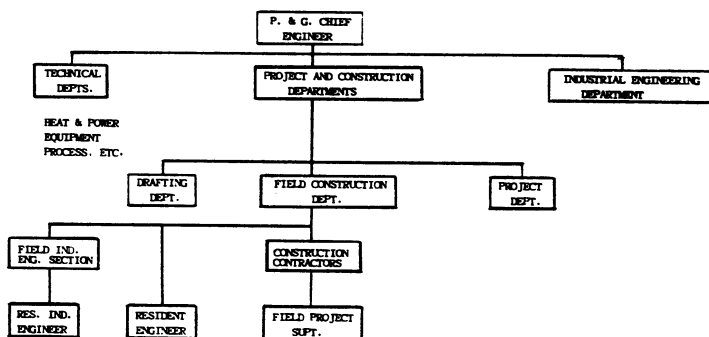 P. & G. CHIEF
ENGINEER
TECHNICAL
DEPTS.
PROJECT AND CONSTRUCTION
DEPARTMENTS
INDUSTRIAL ENGINEERING
DEPARTMENT
HEAT & POWER
EQUIPMENT
PROCESS. ETC.
DRAFTING
DEPT.
FIELD CONSTRUCTION
DEPT.
PROJECT
DEPT.
FIELD IND.
ENG. SECTION
CONSTRUCTION
CONTRACTORS
RES. IND.
ENGINEER
RESIDENT
ENGINEER
FIELD PROJECT
SUPT.